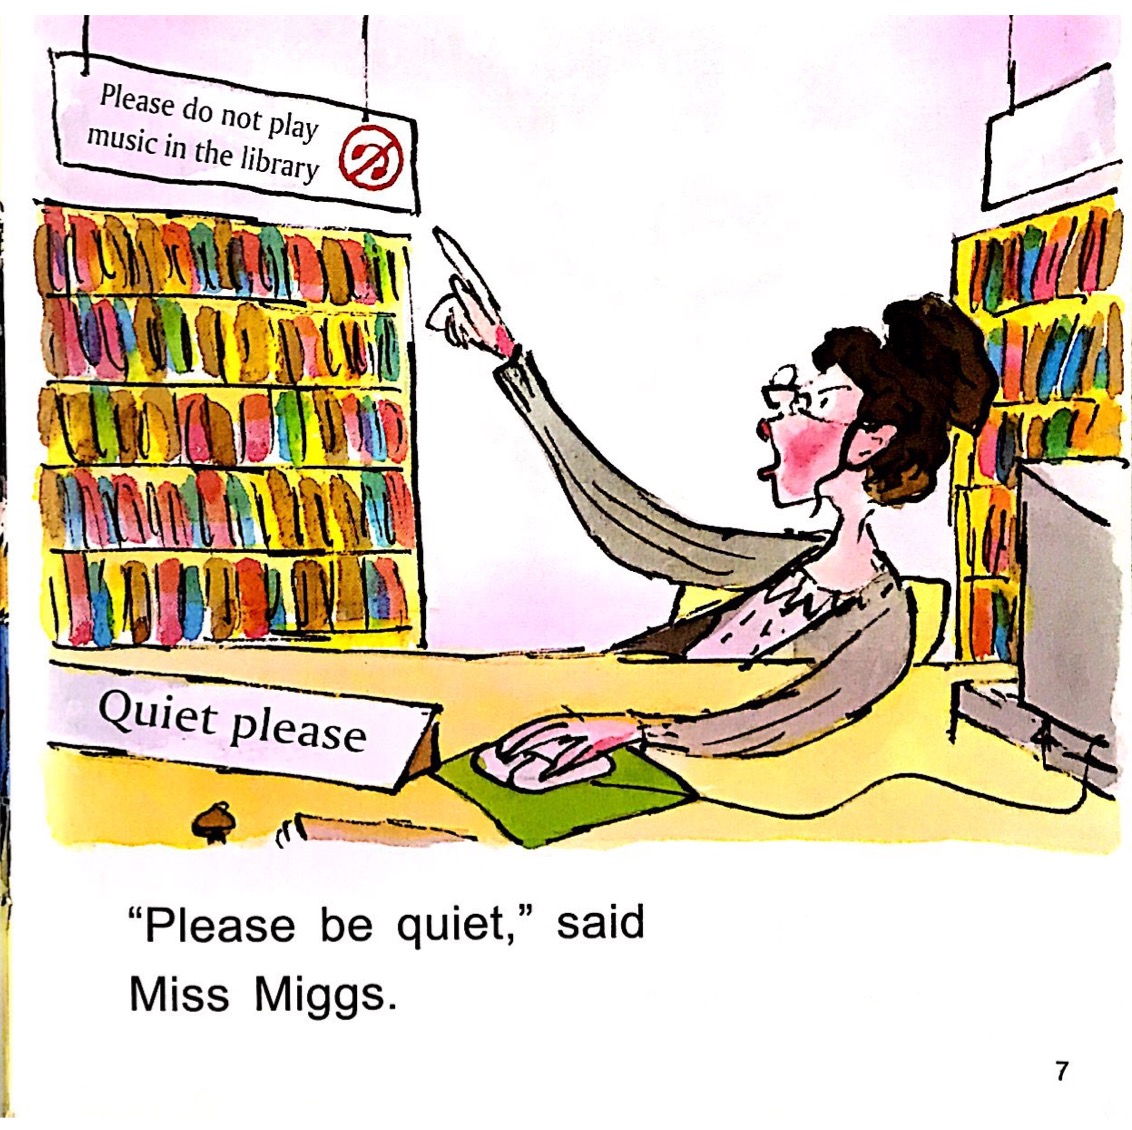 Please do not play
music in the library
Quiet please
“Please be quiet,” said
Miss Miggs.
7